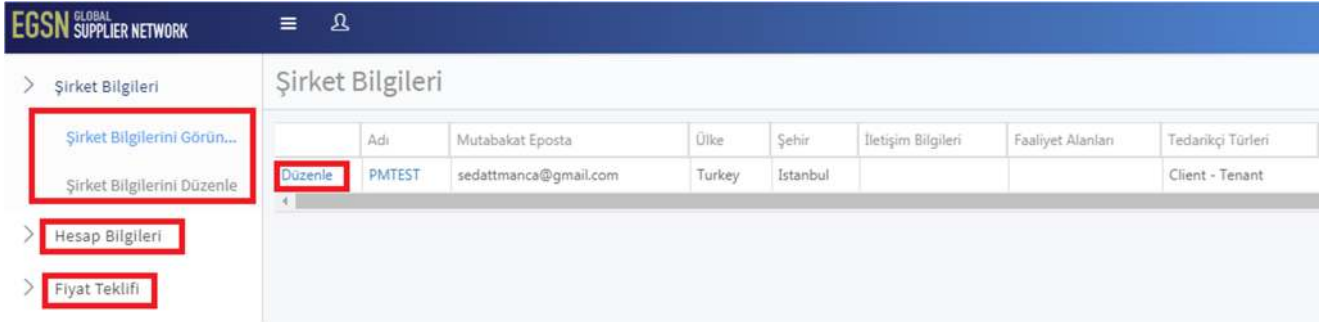 EGSN GLOBAL SUPPLIER NETWORK
Şirket Bilgileri
Şirket Bilgilerini Görün...
Şirket Bilgilerini Düzenle
Hesap Bilgileri
Fiyat Teklifi
Şirket Bilgileri
Adı Mutabakat Eposta Ülke Şehir İletişim Bilgileri Faaliyet Alanları Tedarikçi Türleri
Düzenle PMTEST sedattmanca@gmail.com Turkey Istanbul Client - Tenant